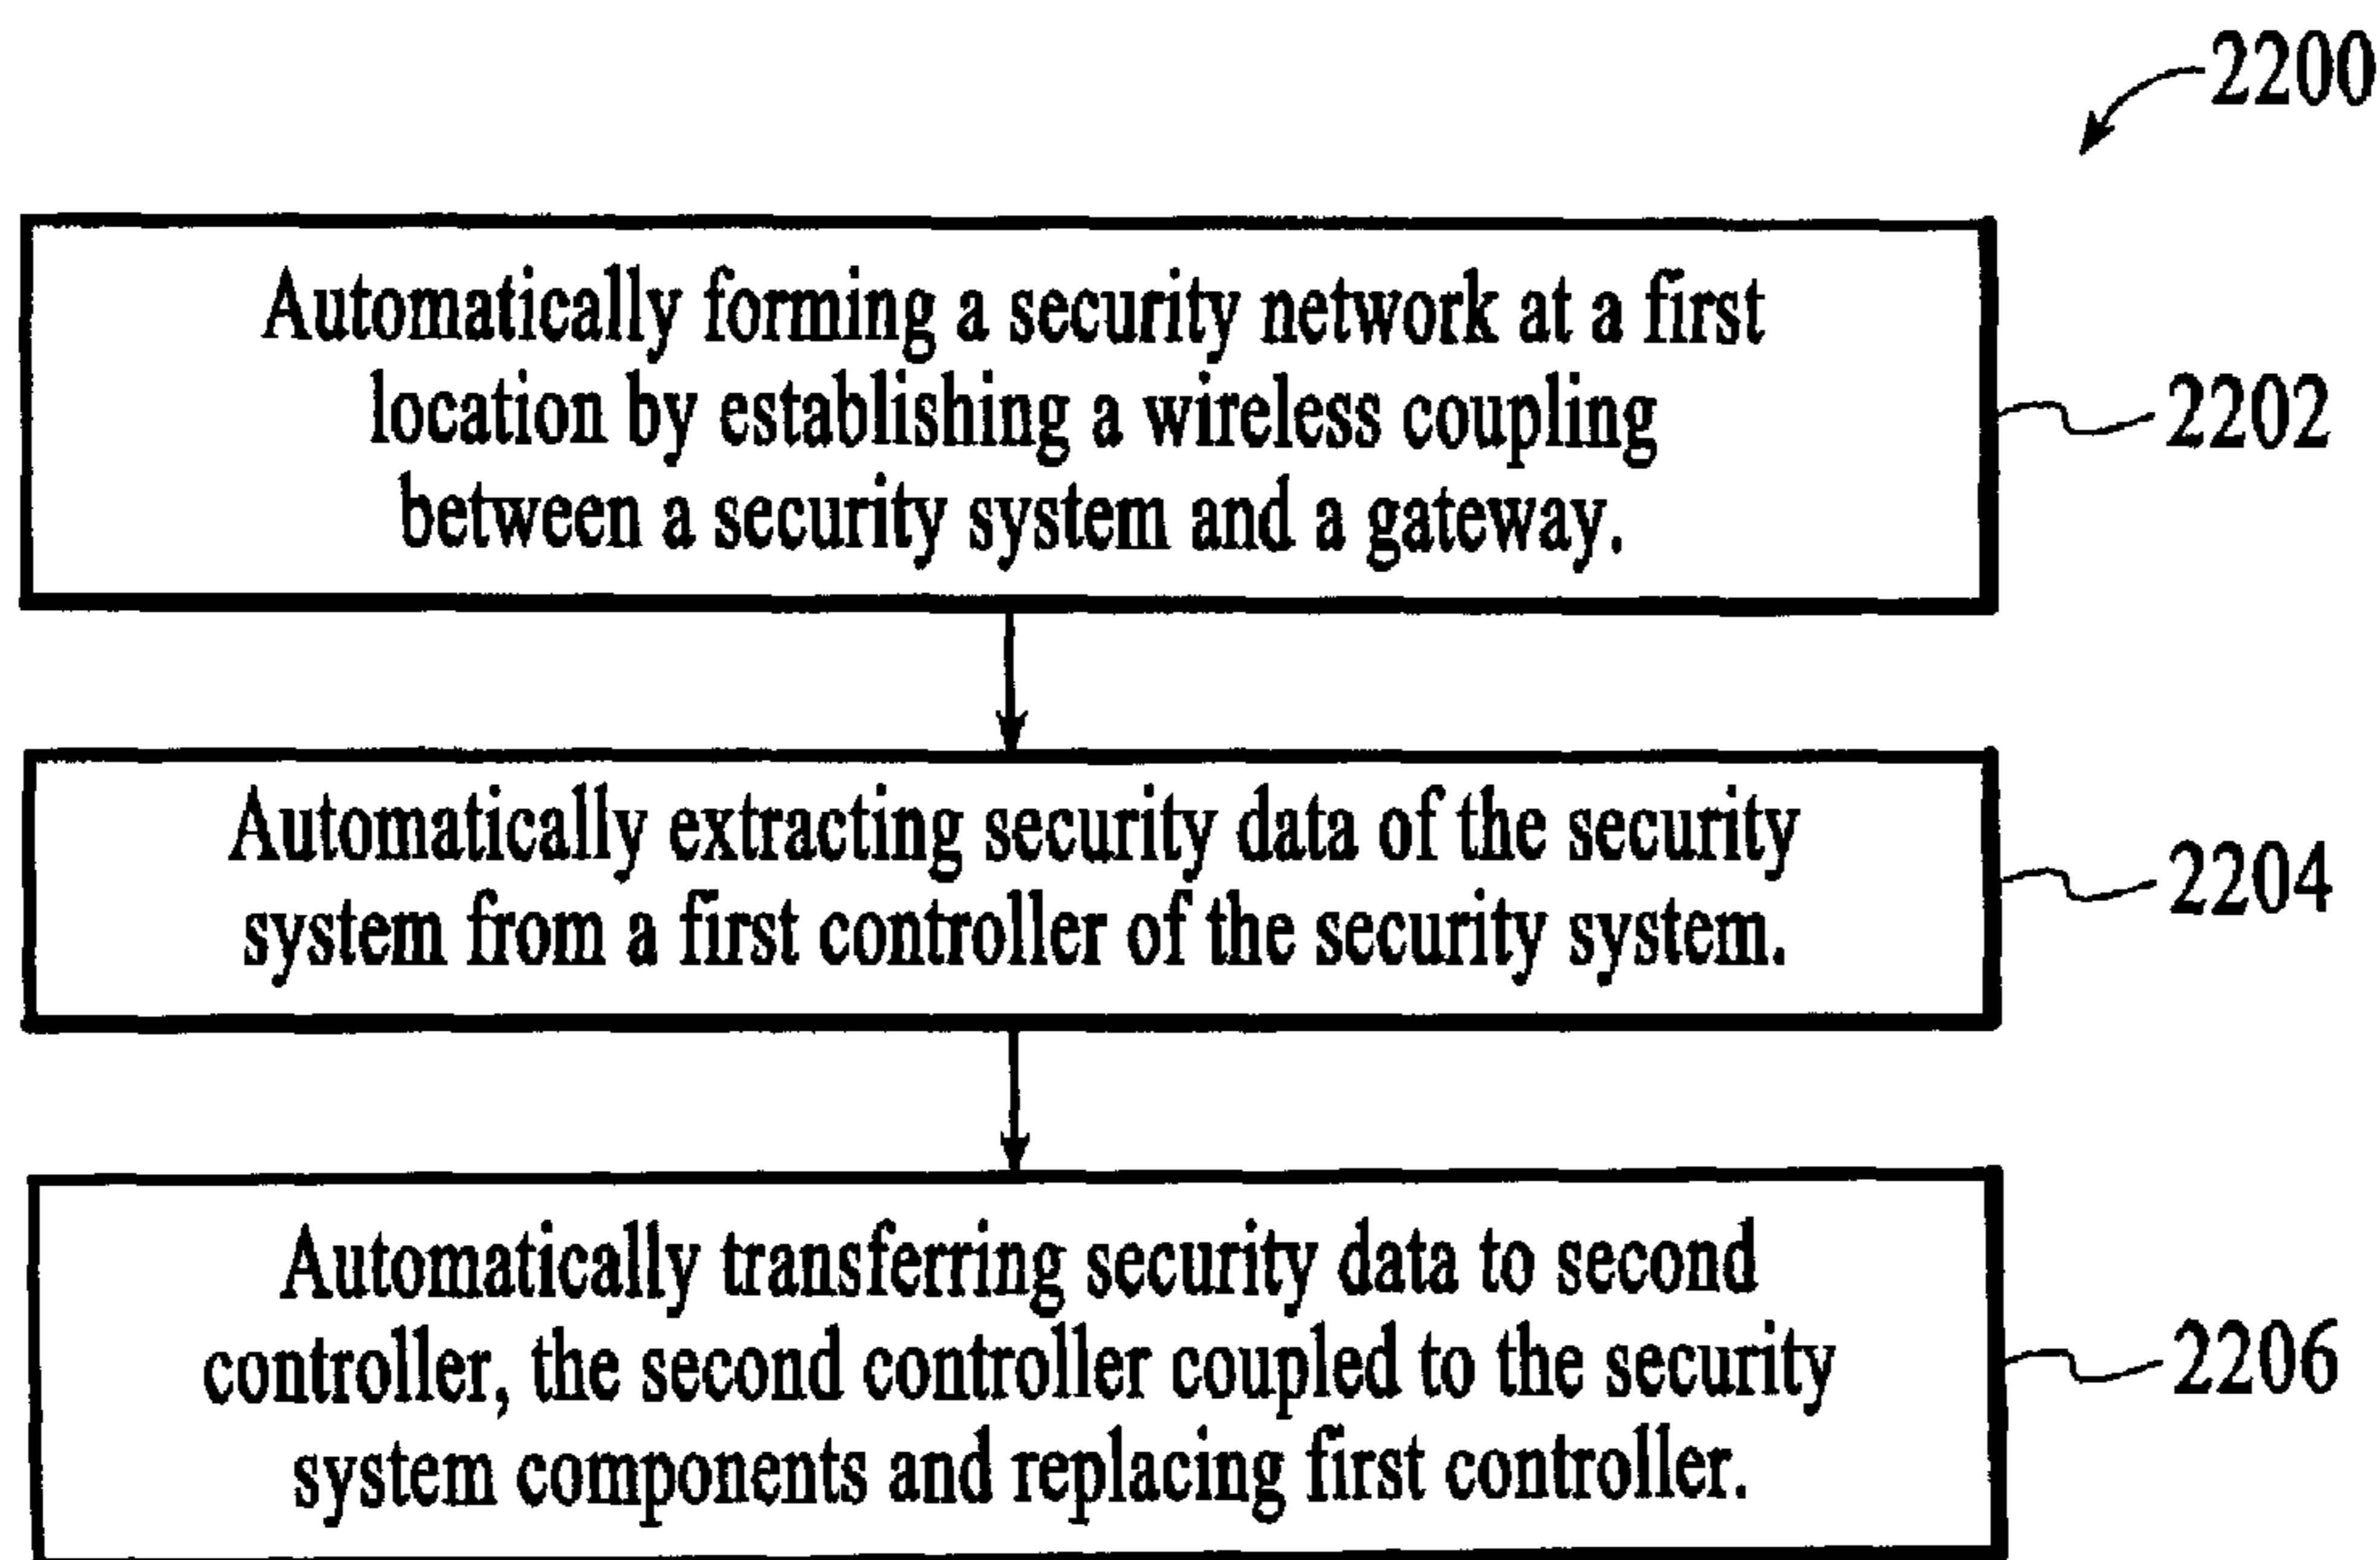 2200
Automatically forming a security network at a first
location by establishing a wireless coupling
between a security system and a gateway.
2202
Automatically extracting security data of the security
system from a first controller of the security system.
2204
Automatically transferring security data to second
controller, the second controller coupled to the security
system components and replacing first controller.
2206